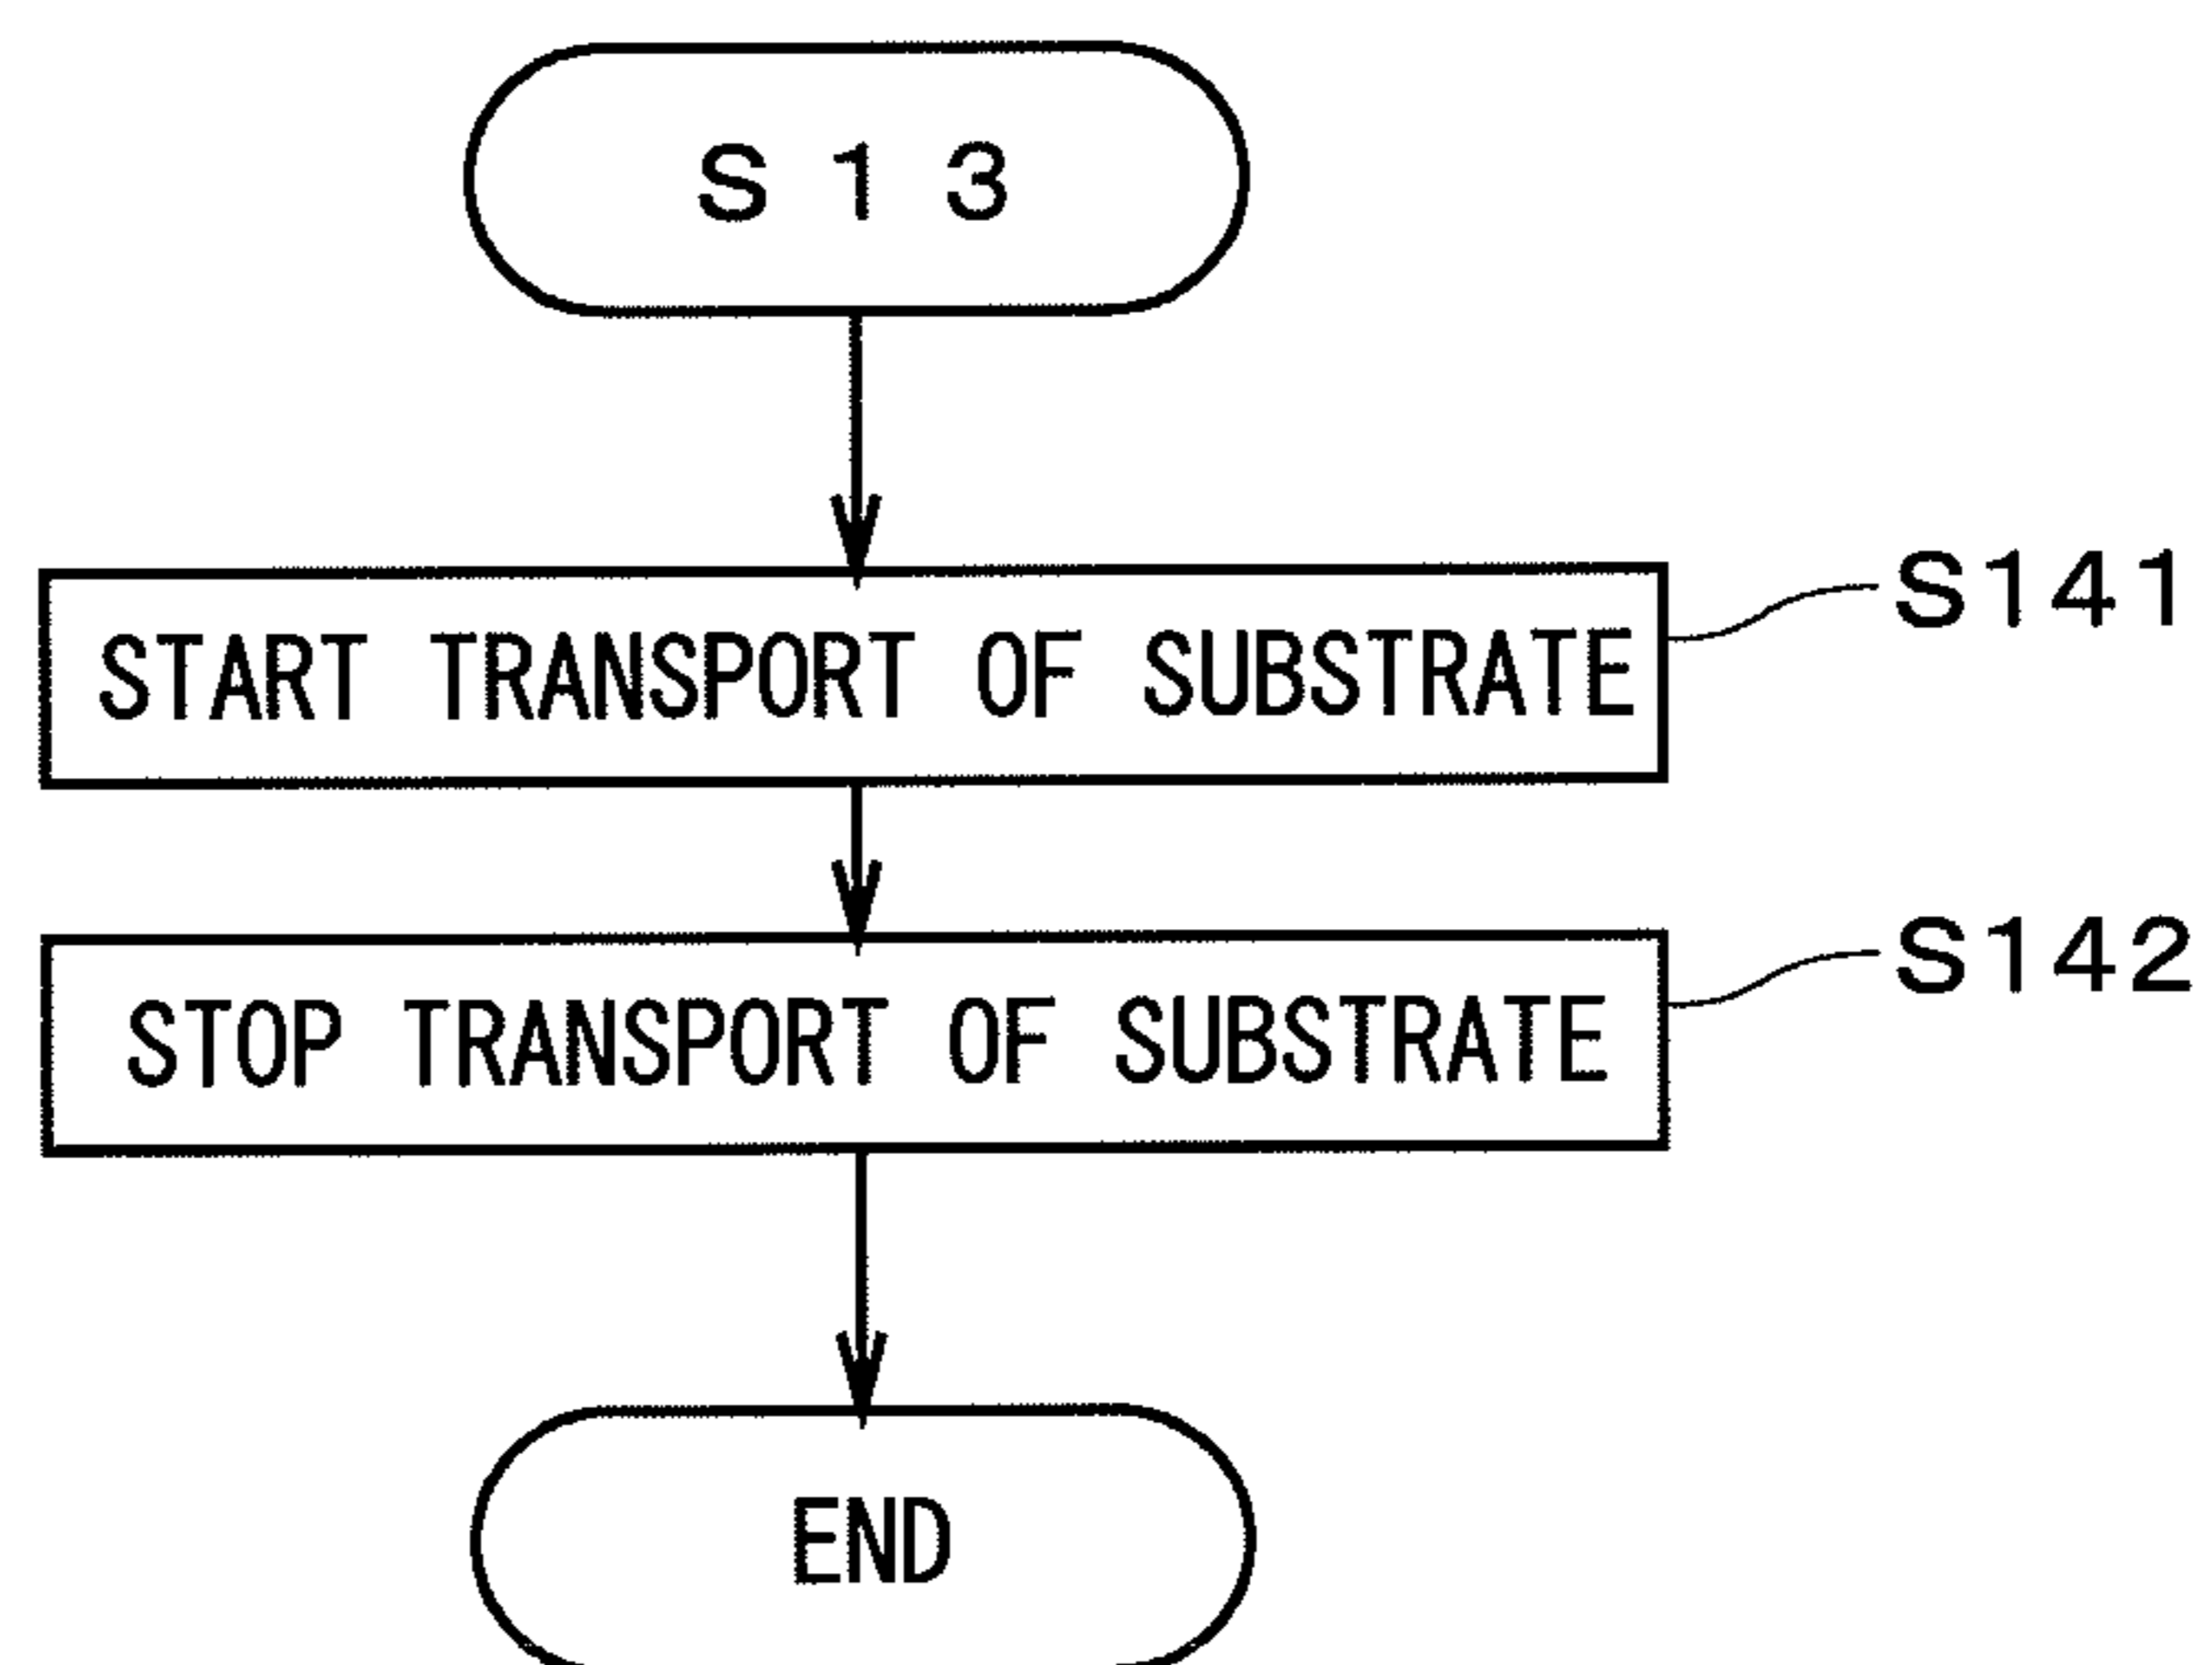 S13
START TRANSPORT OF SUBSTRATE
S141
STOP TRANSPORT OF SUBSTRATE
S142
END